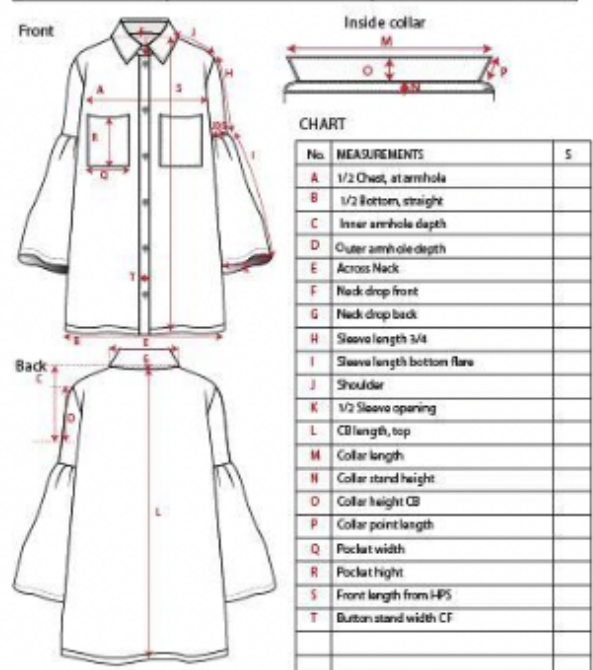 Front
Inside collar
F
J
M
H
O
P
N
A
S
R
I
Q
T
B
E
G
Back
C
D
L
CHART
No. MEASUREMENTS S
A 1/2 Chest, at armhole
B 1/2 Bottom, straight
C Inner armhole depth
D Outer armhole depth
E Across Neck
F Neck drop front
G Neck drop back
H Sleeve length 3/4
I Sleeve length bottom flare
J Shoulder
K 1/2 Sleeve opening
L CB length, top
M Collar length
N Collar stand height
O Collar height CB
P Collar point length
Q Pocket width
R Pocket hight
S Front length from HPS
T Button stand width CF